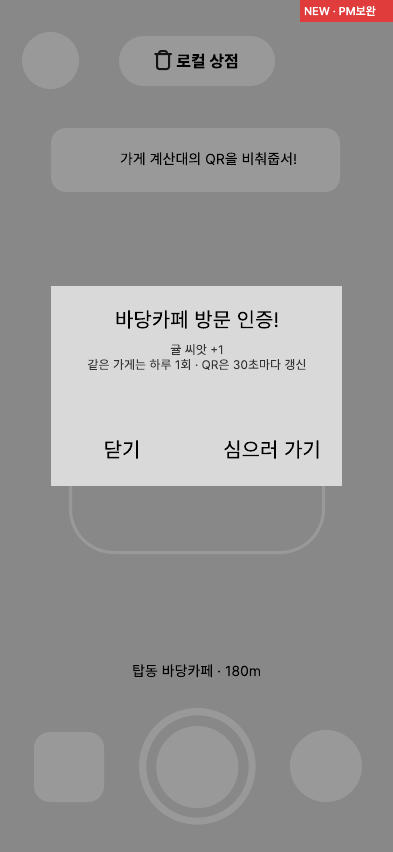 NEW · PM보완
로컬 상점
가게 계산대의 QR을 비춰줍서!
바당카페 방문 인증!
귤 씨앗 +1
같은 가게는 하루 1회 · QR은 30초마다 갱신
닫기
심으러 가기
탑동 바당카페 · 180m